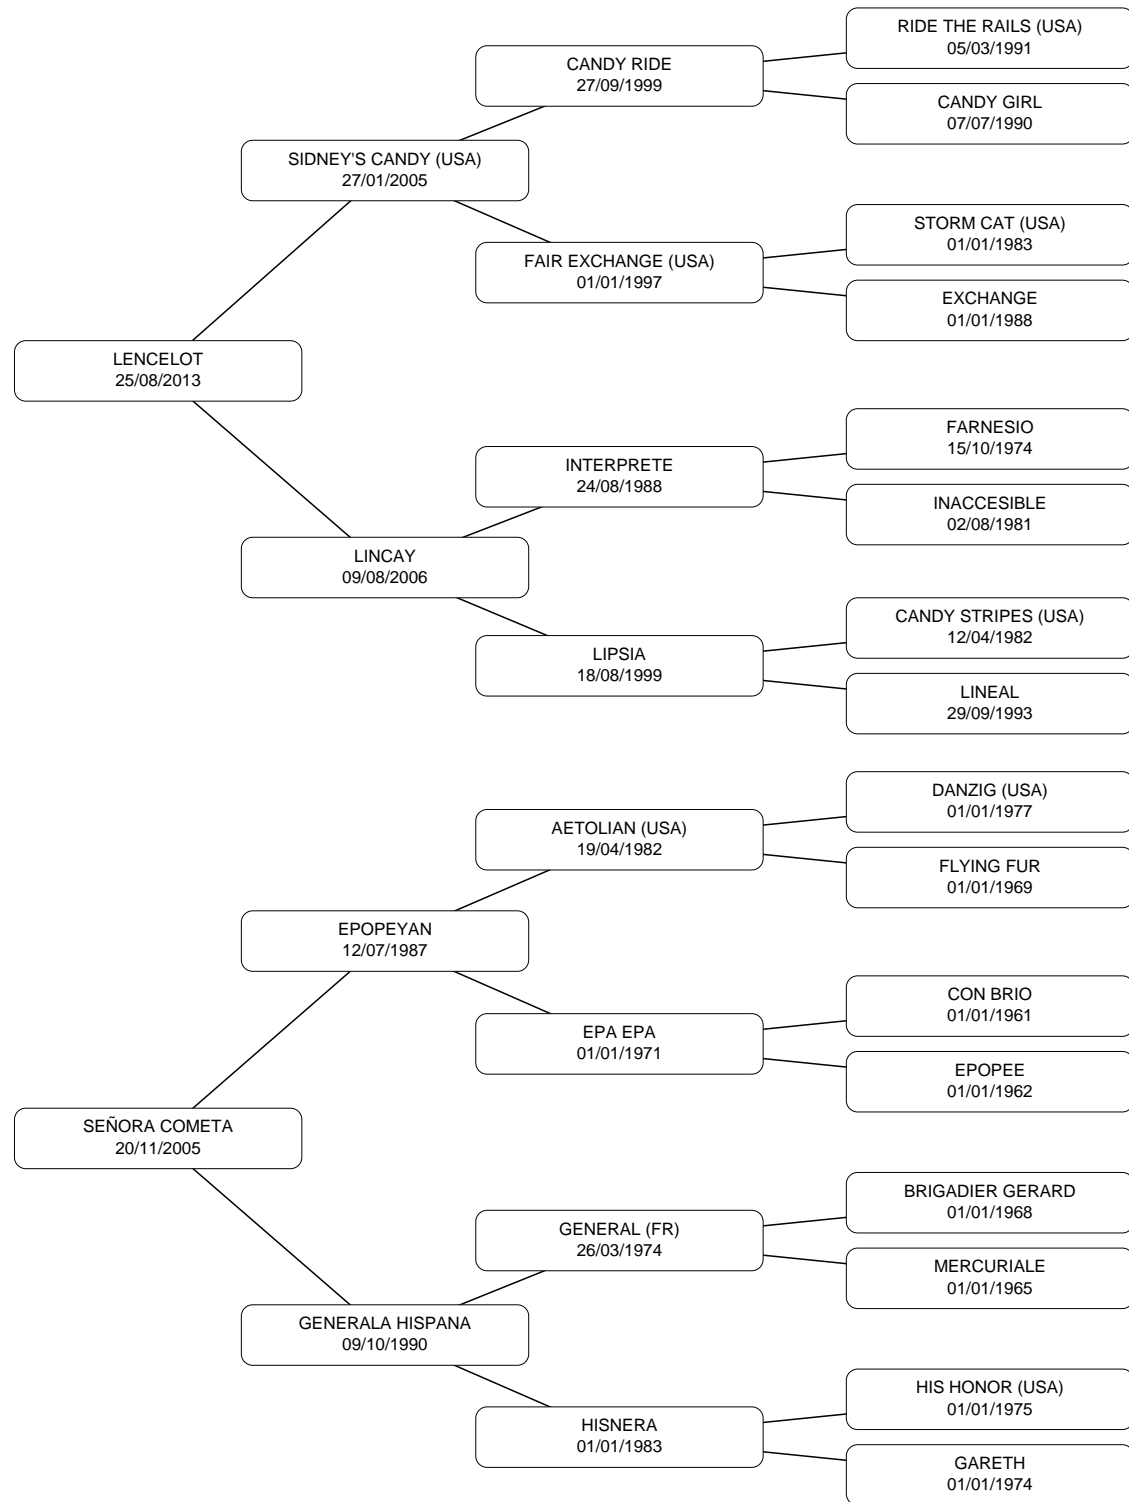 RIDE THE RAILS (USA)
05/03/1991
CANDY RIDE
27/09/1999
CANDY GIRL
07/07/1990
SIDNEY'S CANDY (USA)
27/01/2005
STORM CAT (USA)
01/01/1983
FAIR EXCHANGE (USA)
01/01/1997
EXCHANGE
01/01/1988
LENCELOT
25/08/2013
FARNESIO
15/10/1974
INTERPRETE
24/08/1988
INACCESIBLE
02/08/1981
LINCAY
09/08/2006
CANDY STRIPES (USA)
12/04/1982
LIPSIA
18/08/1999
LINEAL
29/09/1993
DANZIG (USA)
01/01/1977
AETOLIAN (USA)
19/04/1982
FLYING FUR
01/01/1969
EPOPEYAN
12/07/1987
CON BRIO
01/01/1961
EPA EPA
01/01/1971
EPOPEE
01/01/1962
SEÑORA COMETA
20/11/2005
BRIGADIER GERARD
01/01/1968
GENERAL (FR)
26/03/1974
MERCURIALE
01/01/1965
GENERALA HISPANA
09/10/1990
HIS HONOR (USA)
01/01/1975
HISNERA
01/01/1983
GARETH
01/01/1974